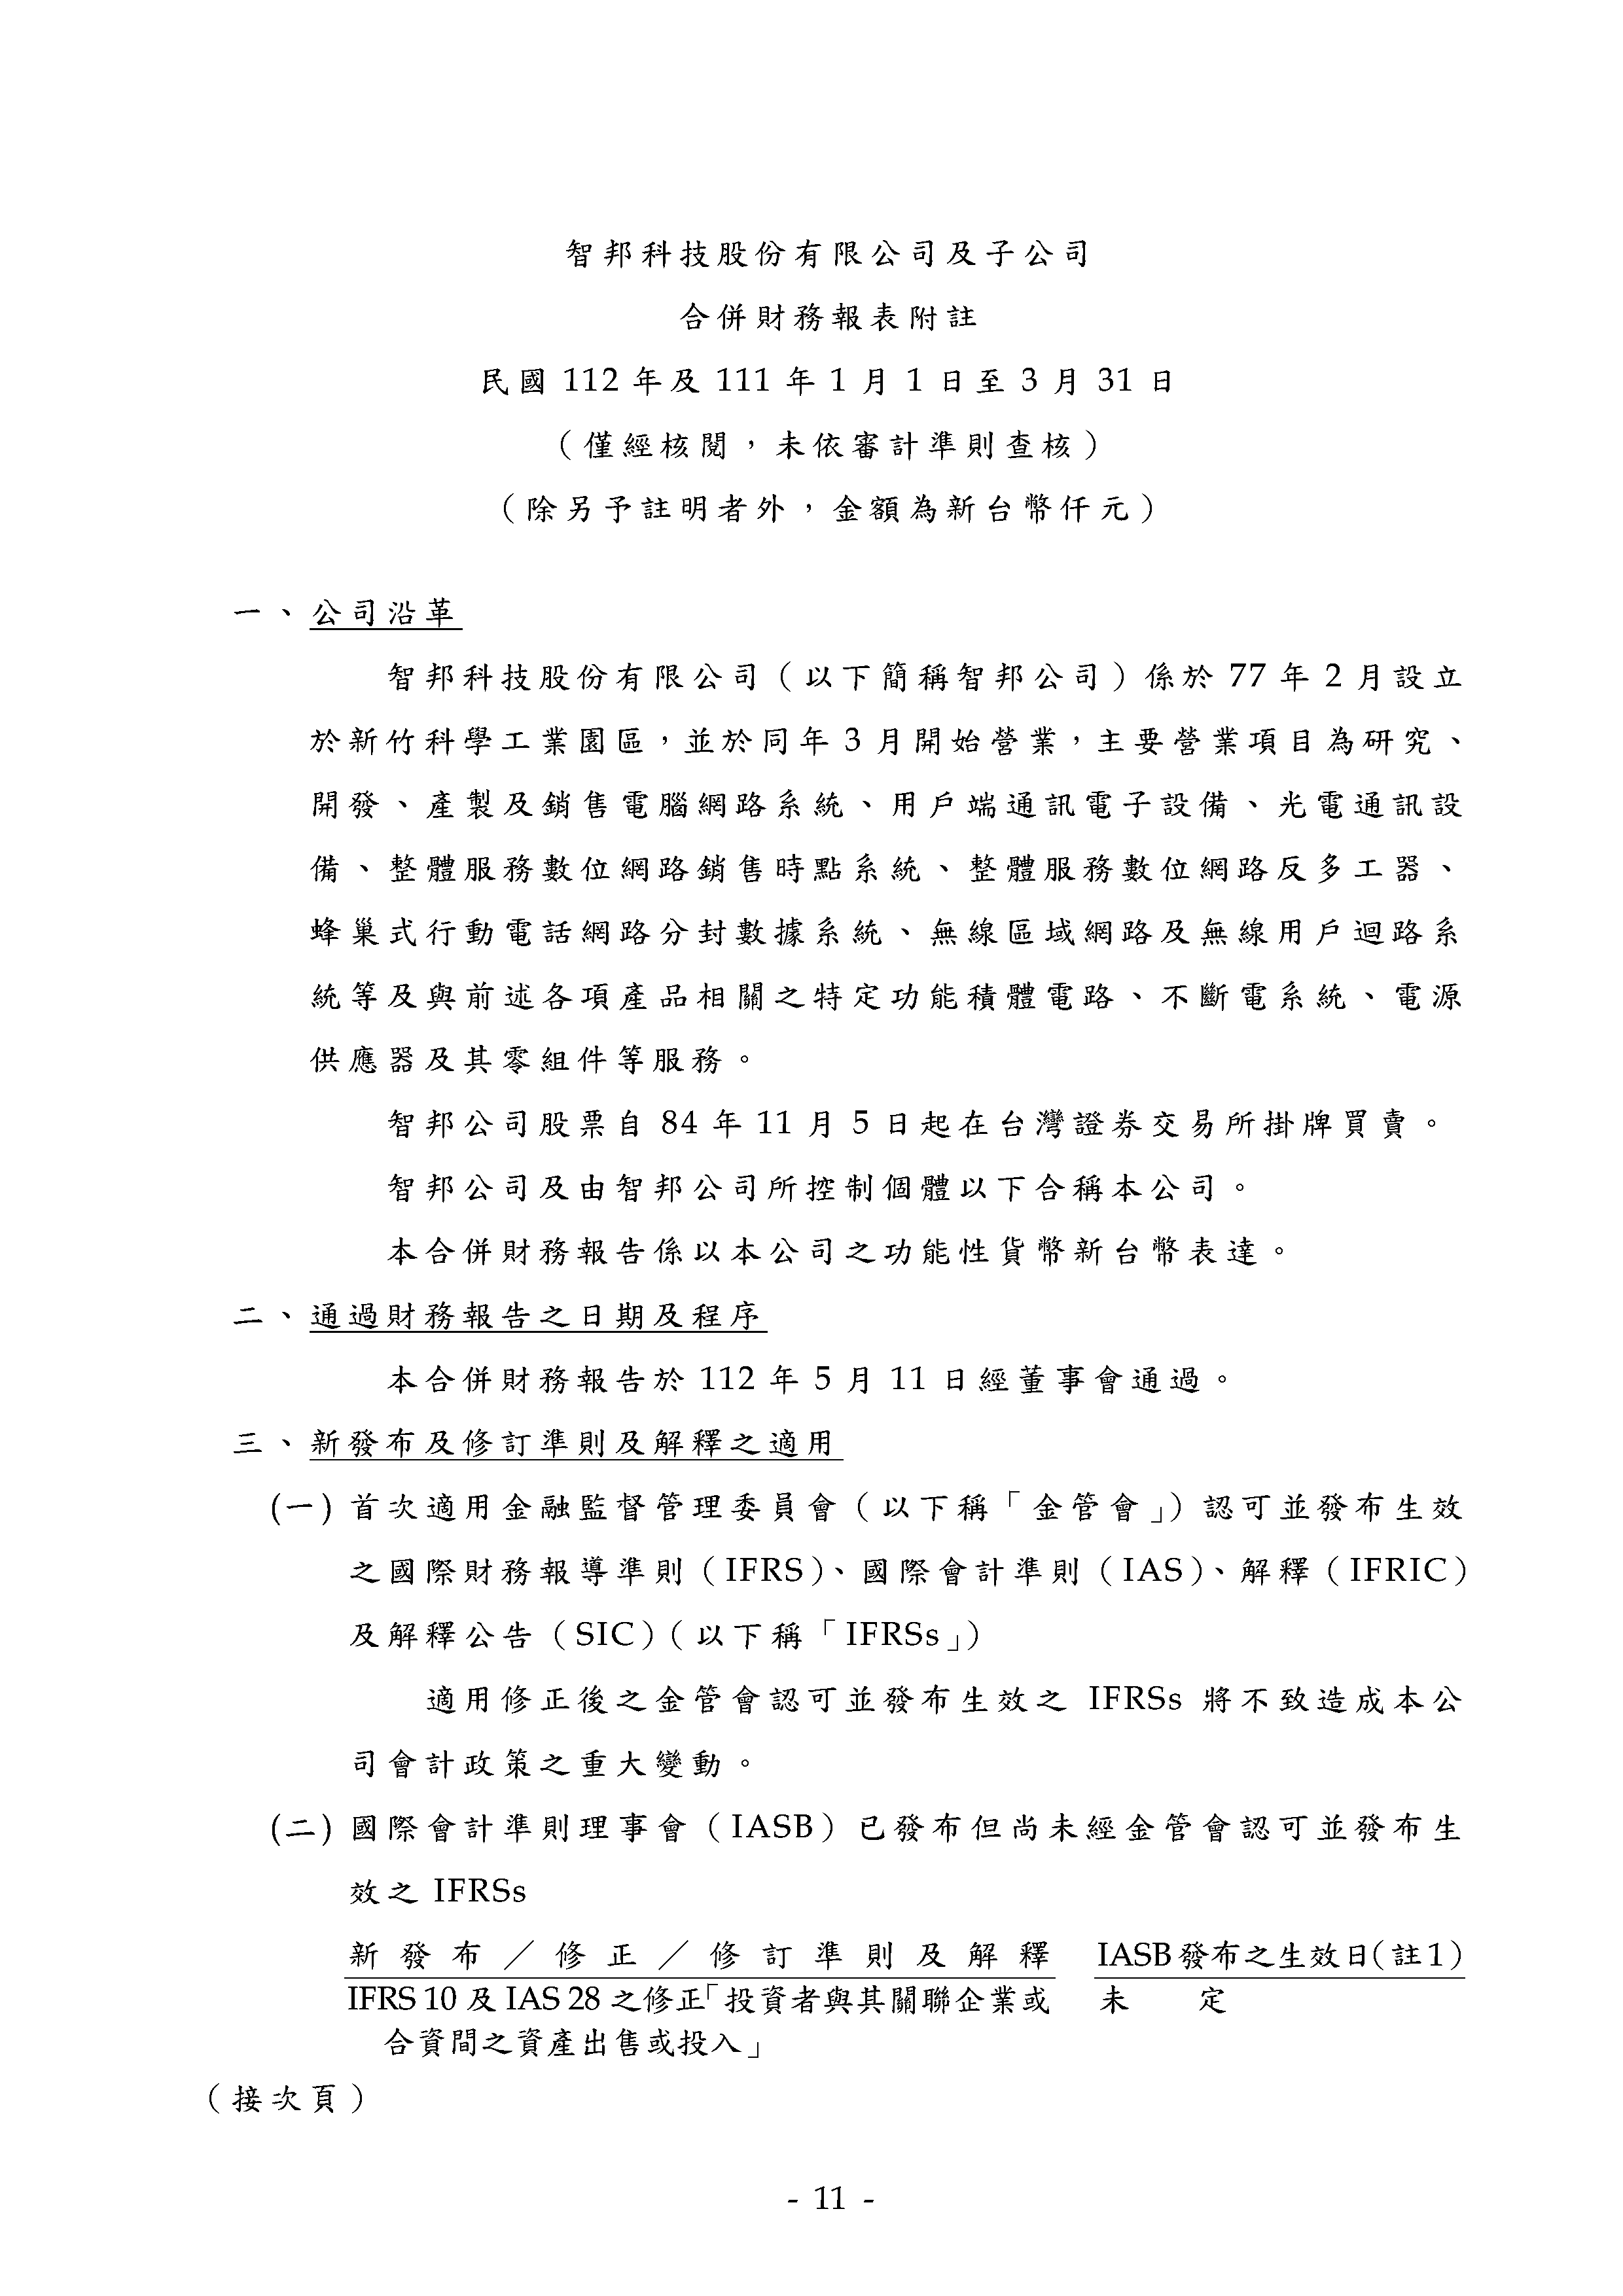 智邦科技股份有限公司及子公司
合併財務報表附註
民國 112 年及 111 年 1 月 1 日至 3 月 31 日
（僅經核閱，未依審計準則查核）
（除另予註明者外，金額為新台幣仟元）
一、公司沿革
智邦科技股份有限公司（以下簡稱智邦公司）係於 77 年 2 月設立
於新竹科學工業園區，並於同年 3 月開始營業，主要營業項目為研究、
開發、產製及銷售電腦網路系統、用戶端通訊電子設備、光電通訊設
備、整體服務數位網路銷售時點系統、整體服務數位網路反多工器、
蜂巢式行動電話網路分封數據系統、無線區域網路及無線用戶迴路系
統等及與前述各項產品相關之特定功能積體電路、不斷電系統、電源
供應器及其零組件等服務。
智邦公司股票自 84 年 11 月 5 日起在台灣證券交易所掛牌買賣。
智邦公司及由智邦公司所控制個體以下合稱本公司。
本合併財務報告係以本公司之功能性貨幣新台幣表達。
二、通過財務報告之日期及程序
本合併財務報告於 112 年 5 月 11 日經董事會通過。
三、新發布及修訂準則及解釋之適用
(一) 首次適用金融監督管理委員會（以下稱「金管會」）認可並發布生效
之國際財務報導準則（IFRS）、國際會計準則（IAS）、解釋（IFRIC）
及解釋公告（SIC）（以下稱「IFRSs」）
適用修正後之金管會認可並發布生效之 IFRSs 將不致造成本公
司會計政策之重大變動。
(二) 國際會計準則理事會（IASB）已發布但尚未經金管會認可並發布生
效之 IFRSs
新發布／修正／修訂準則及解釋 IASB 發布之生效日（註 1）
IFRS 10 及 IAS 28 之修正「投資者與其關聯企業或 未定
合資間之資產出售或投入」
（接次頁）
- 11 -